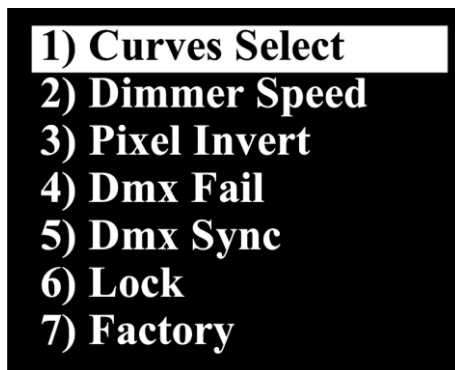 1) Curves Select
2) Dimmer Speed
3) Pixel Invert
4) Dmx Fail
5) Dmx Sync
6) Lock
7) Factory